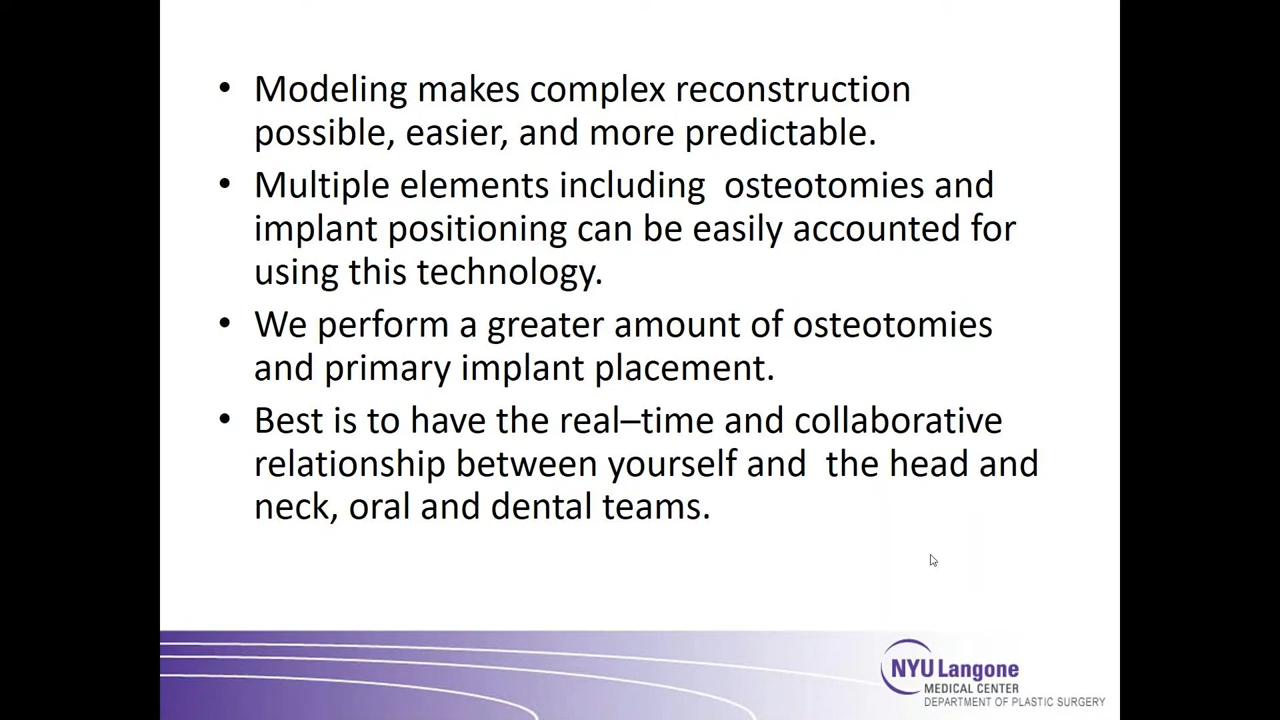 • Modeling makes complex reconstruction
possible, easier, and more predictable.
• Multiple elements including  osteotomies and
implant positioning can be easily accounted for
using this technology.
• We perform a greater amount of osteotomies
and primary implant placement.
• Best is to have the real–time and collaborative
relationship between yourself and  the head and
neck, oral and dental teams.
NYU Langone
MEDICAL CENTER
DEPARTMENT OF PLASTIC SURGERY